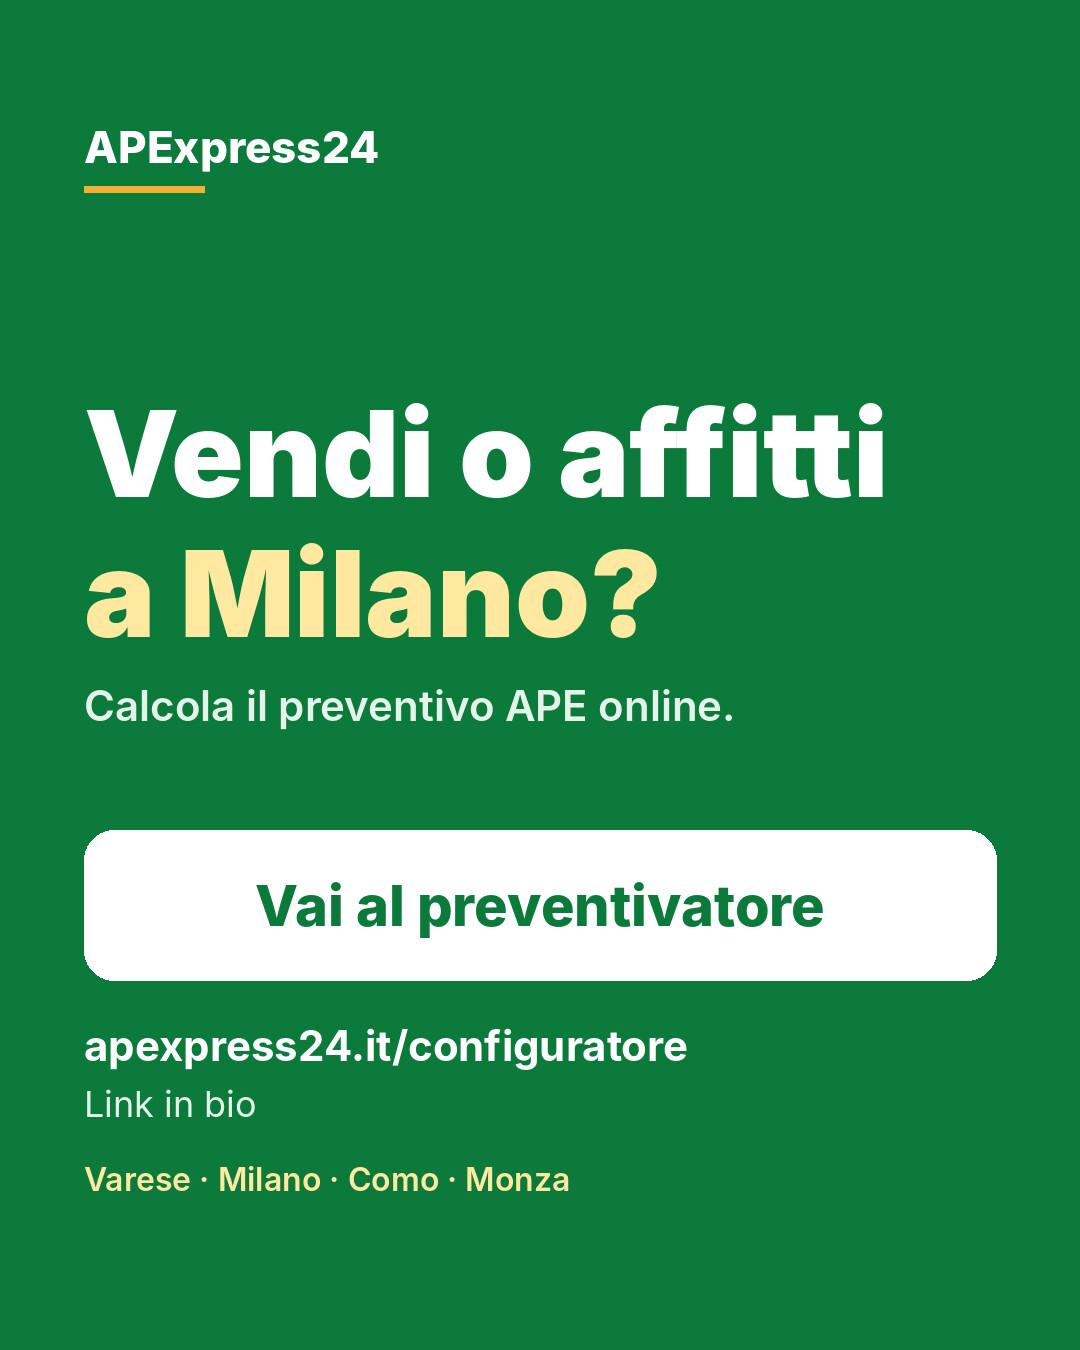 APExpress24
Vendi o affitti
a Milano?
Calcola il preventivo APE online.
Vai al preventivatore
apexpress24.it/configuratore
Link in bio
Varese · Milano · Como · Monza